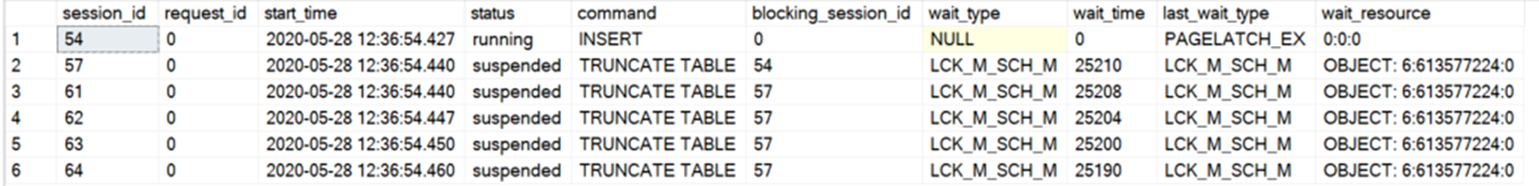 session_id request_id start_time status command blocking_session_id wait_type wait_time last_wait_type wait_resource
1 54 0 2020-05-28 12:36:54.427 running INSERT 0 NULL 0 PAGELATCH_EX 0:0:0
2 57 0 2020-05-28 12:36:54.440 suspended TRUNCATE TABLE 54 LCK_M_SCH_M 25210 LCK_M_SCH_M OBJECT: 6:613577224:0
3 61 0 2020-05-28 12:36:54.440 suspended TRUNCATE TABLE 57 LCK_M_SCH_M 25208 LCK_M_SCH_M OBJECT: 6:613577224:0
4 62 0 2020-05-28 12:36:54.447 suspended TRUNCATE TABLE 57 LCK_M_SCH_M 25204 LCK_M_SCH_M OBJECT: 6:613577224:0
5 63 0 2020-05-28 12:36:54.450 suspended TRUNCATE TABLE 57 LCK_M_SCH_M 25200 LCK_M_SCH_M OBJECT: 6:613577224:0
6 64 0 2020-05-28 12:36:54.460 suspended TRUNCATE TABLE 57 LCK_M_SCH_M 25190 LCK_M_SCH_M OBJECT: 6:613577224:0